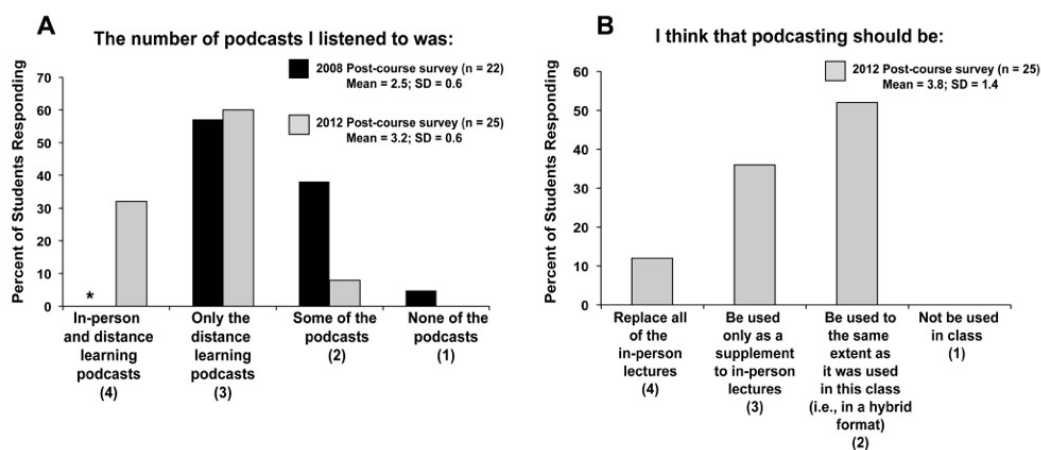 A
The number of podcasts I listened to was:
2008 Post-course survey (n = 22)
Mean = 2.5; SD = 0.6
2012 Post-course survey (n = 25)
Mean = 3.2; SD = 0.6
Percent of Students Responding
70
60
50
40
30
20
10
0
*
In-person
and distance
learning
podcasts
(4)
Only the
distance
learning
podcasts
(3)
Some of the
podcasts
(2)
None of the
podcasts
(1)
B
I think that podcasting should be:
2012 Post-course survey (n = 25)
Mean = 3.8; SD = 1.4
Percent of Students Responding
60
50
40
30
20
10
0
Replace all
of the
in-person
lectures
(4)
Be used
only as a
supplement
to in-person
lectures
(3)
Be used to
the same
extent as
it was used
in this class
(i.e., in a hybrid
format)
(2)
Not be used
in class
(1)